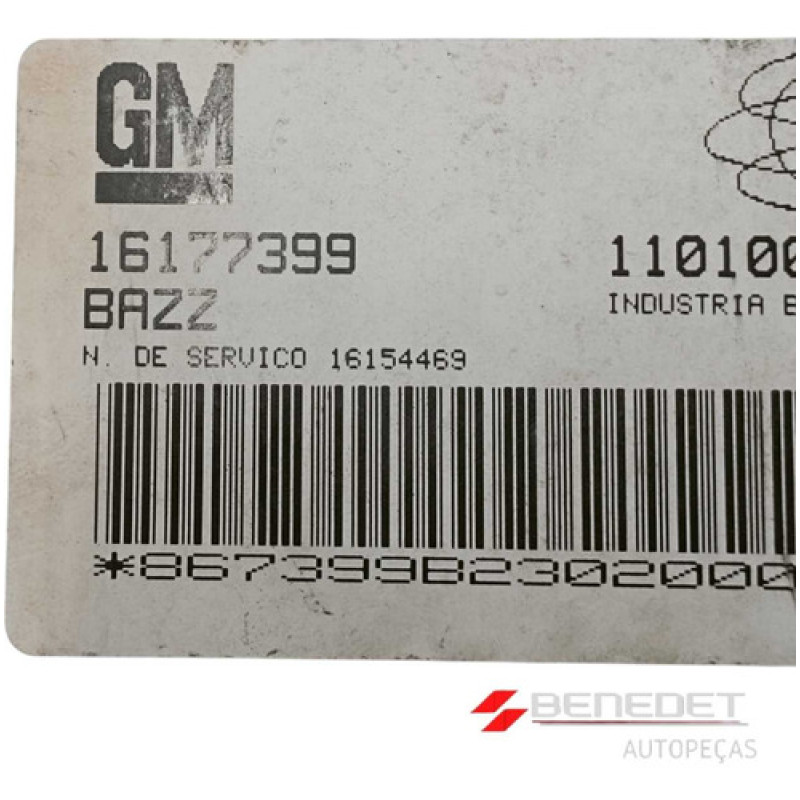 GM
16177399
BAZZ
N. DE SERVICO 16154469
110100
INDUSTRIA B
*867399B2302000
BENEDET
AUTOPEÇAS